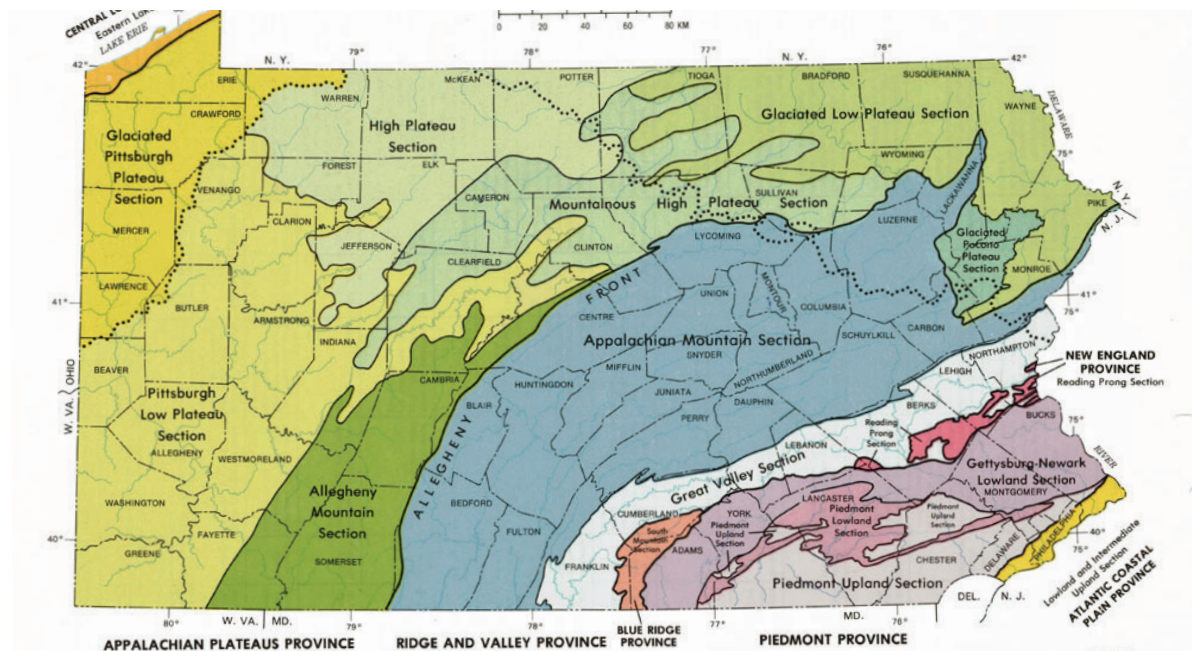 CENTRAL
Eastern Lake
LAKE ERIE
0 20 40 60 80 KM
42°
N. Y.
79
78
77
N. Y.
76
42°
ERIE
CRAWFORD
WARREN
McKEAN
POTTER
TIOGA
BRADFORD
SUSQUEHANNA
WAYNE
DELAWARE
75°
Glaciated
Pittsburgh
Plateau
Section
High Plateau
Section
Glaciated Low Plateau Section
WYOMING
FOREST
ELK
CAMERON
VENANGO
CLARION
JEFFERSON
MERCER
LAWRENCE
Mountainous High Plateau Section
SULLIVAN
LACKAWANNA
LUZERNE
PIKE
N. Y.
N. J.
LYCOMING
CLINTON
CLEARFIELD
Glaciated
Pocono
Plateau
Section
MONROE
41°
41°
75°
BUTLER
ARMSTRONG
INDIANA
ALLEGHENY FRONT
CENTRE
UNION
MONTOUR
COLUMBIA
CARBON
SCHUYLKILL
Appalachian Mountain Section
SNYDER
NORTHUMBERLAND
MIFFLIN
JUNIATA
DAUPHIN
PERRY
NORTHAMPTON
LEHIGH
NEW ENGLAND
PROVINCE
Reading Prong Section
BEAVER
W. VA. OHIO
Pittsburgh
Low Plateau
Section
ALLEGHENY
WESTMORELAND
CAMBRIA
BLAIR
HUNTINGDON
BERKS
BUCKS
75°
Reading
Prong
Section
LEBANON
Great Valley Section
RIVER
Gettysburg-Newark
Lowland Section
MONTGOMERY
Allegheny
Mountain
Section
WASHINGTON
GREENE
FAYETTE
SOMERSET
BEDFORD
FULTON
FRANKLIN
CUMBERLAND
South
Mountain
Section
ADAMS
YORK
Piedmont
Upland
Section
LANCASTER
Piedmont
Lowland
Section
Piedmont
Upland
Section
CHESTER
DELAWARE
PHILADELPHIA
40°
40°
75°
Piedmont Upland Section
Lowland and Intermediate
Upland Section
ATLANTIC COASTAL
PLAIN PROVINCE
80
W. VA. MD.
79°
78°
77
MD.
76
DEL.
N. J.
APPALACHIAN PLATEAUS PROVINCE
RIDGE AND VALLEY PROVINCE
BLUE RIDGE
PROVINCE
PIEDMONT PROVINCE